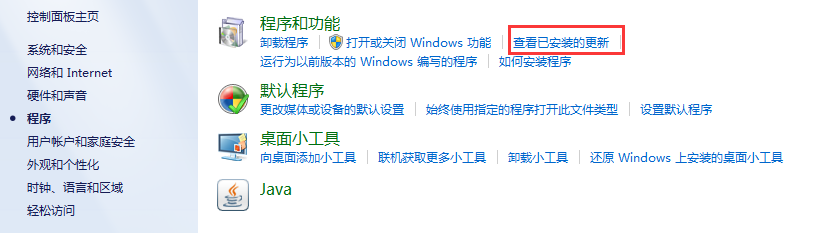 控制面板主页
系统和安全
网络和 Internet
硬件和声音
程序
用户帐户和家庭安全
外观和个性化
时钟、语言和区域
轻松访问
程序和功能
卸载程序 打开或关闭 Windows 功能 查看已安装的更新
运行为以前版本的 Windows 编写的程序 如何安装程序
默认程序
更改媒体或设备的默认设置 始终使用指定的程序打开此文件类型 设置默认程序
桌面小工具
向桌面添加小工具 联机获取更多小工具 卸载小工具 还原 Windows 上安装的桌面小工具
Java